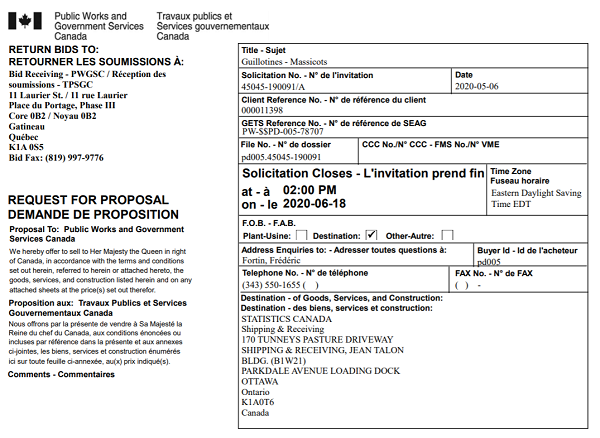 Public Works and
Government Services
Canada
Travaux publics et
Services gouvernementaux
Canada
RETURN BIDS TO:
RETOURNER LES SOUMISSIONS À:
Bid Receiving - PWGSC / Réception des
soumissions - TPSGC
11 Laurier St. / 11 rue Laurier
Place du Portage, Phase III
Core 0B2 / Noyau 0B2
Gatineau
Québec
K1A 0S5
Bid Fax: (819) 997-9776
REQUEST FOR PROPOSAL
DEMANDE DE PROPOSITION
Proposal To: Public Works and Government
Services Canada
We hereby offer to sell to Her Majesty the Queen in right
of Canada, in accordance with the terms and conditions
set out herein, referred to herein or attached hereto, the
goods, services, and construction listed herein and on any
attached sheets at the price(s) set out therefor.
Proposition aux: Travaux Publics et Services
Gouvernementaux Canada
Nous offrons par la présente de vendre à Sa Majesté la
Reine du chef du Canada, aux conditions énoncées ou
incluses par référence dans la présente et aux annexes
ci-jointes, les biens, services et construction énumérés
ici sur toute feuille ci-annexée, au(x) prix indiqué(s).
Comments - Commentaires
Title - Sujet
Guillotines - Massicots
Solicitation No. - N° de l'invitation
45045-190091/A
Date
2020-05-06
Client Reference No. - N° de référence du client
000011398
GETS Reference No. - N° de référence de SEAG
PW-$$PD-005-78707
File No. - N° de dossier
pd005.45045-190091
CCC No./N° CCC - FMS No./N° VME
Solicitation Closes - L'invitation prend fin
at - à 02:00 PM
on - le 2020-06-18
Time Zone
Fuseau horaire
Eastern Daylight Saving
Time EDT
F.O.B. - F.A.B.
Plant-Usine: Destination: ✔ Other-Autre:
Address Enquiries to: - Adresser toutes questions à:
Fortin, Frédéric
Buyer Id - Id de l'acheteur
pd005
Telephone No. - N° de téléphone
(343) 550-1655 ( )
FAX No. - N° de FAX
( ) -
Destination - of Goods, Services, and Construction:
Destination - des biens, services et construction:
STATISTICS CANADA
Shipping & Receiving
170 TUNNEYS PASTURE DRIVEWAY
SHIPPING & RECEIVING, JEAN TALON
BLDG. (B1W21)
PARKDALE AVENUE LOADING DOCK
OTTAWA
Ontario
K1A0T6
Canada